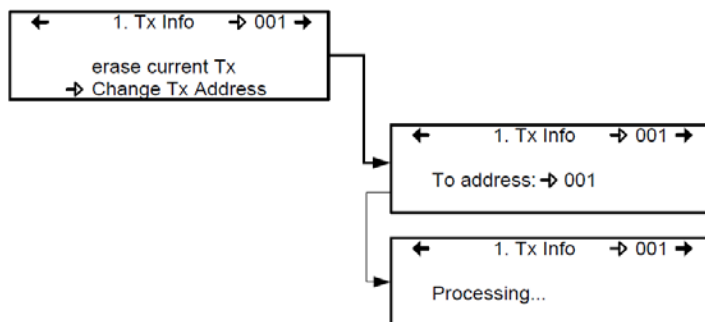 1. Tx Info 001
erase current Tx
Change Tx Address
1. Tx Info 001
To address: 001
1. Tx Info 001
Processing...